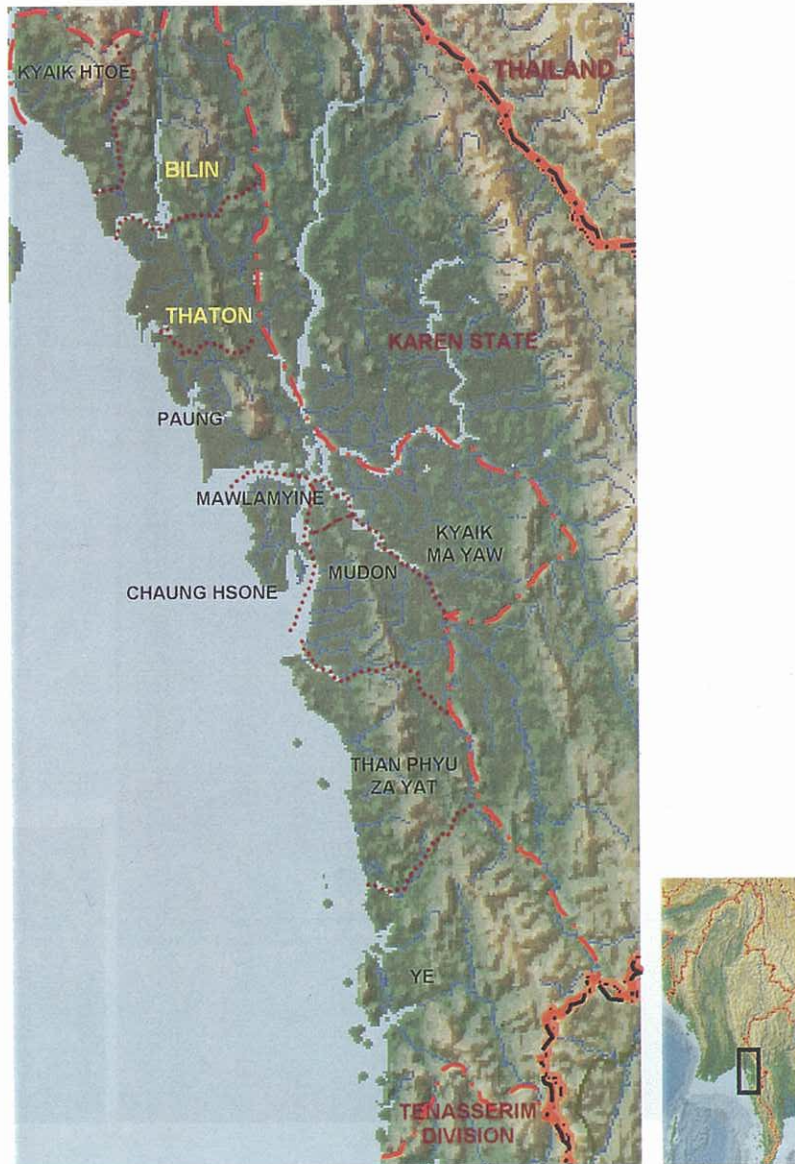 KYAIK HTOE
THAILAND
BILIN
THATON
KAREN STATE
PAUNG
MAWLAMYINE
KYAIK
MA YAW
MUDON
CHAUNG HSONE
THAN PHYU
ZA YAT
YE
TENASSERIM
DIVISION